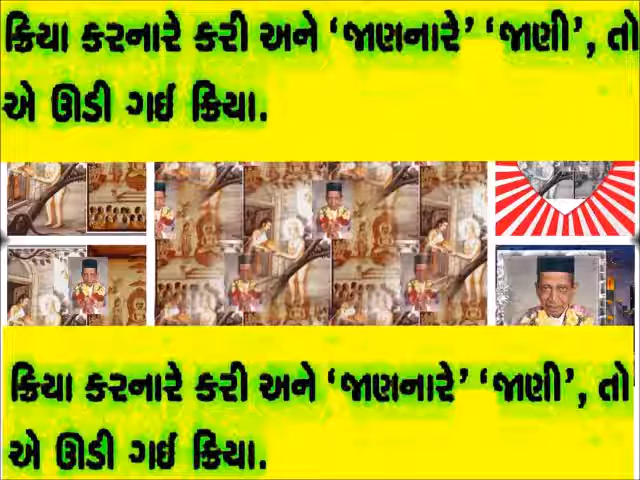 ક્રિયા કરનારે કરી અને ‘જાણનારે’ ‘જાણી’, તો
એ ઊડી ગઈ ક્રિયા.
ક્રિયા કરનારે કરી અને ‘જાણનારે’ ‘જાણી’, તો
એ ઊડી ગઈ ક્રિયા.